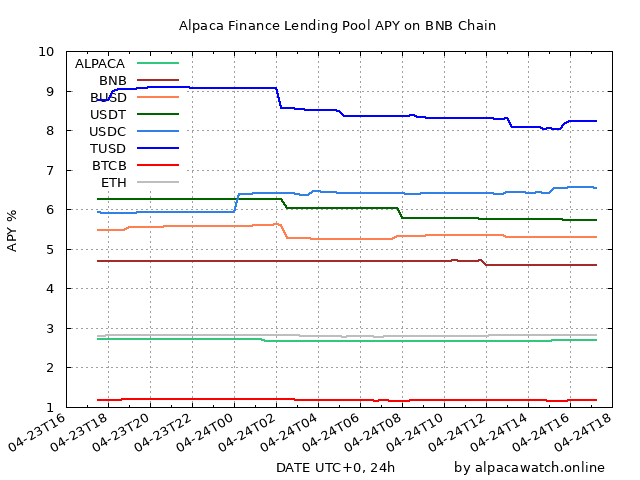 Alpaca Finance Lending Pool APY on BNB Chain
APY %
10
9
8
7
6
5
4
3
2
1
ALPACA
BNB
BUSD
USDT
USDC
TUSD
BTCB
ETH
04-23T16
04-23T18
04-23T20
04-23T22
04-24T00
04-24T02
04-24T04
04-24T06
04-24T08
04-24T10
04-24T12
04-24T14
04-24T16
04-24T18
DATE UTC+0, 24h
by alpacawatch.online